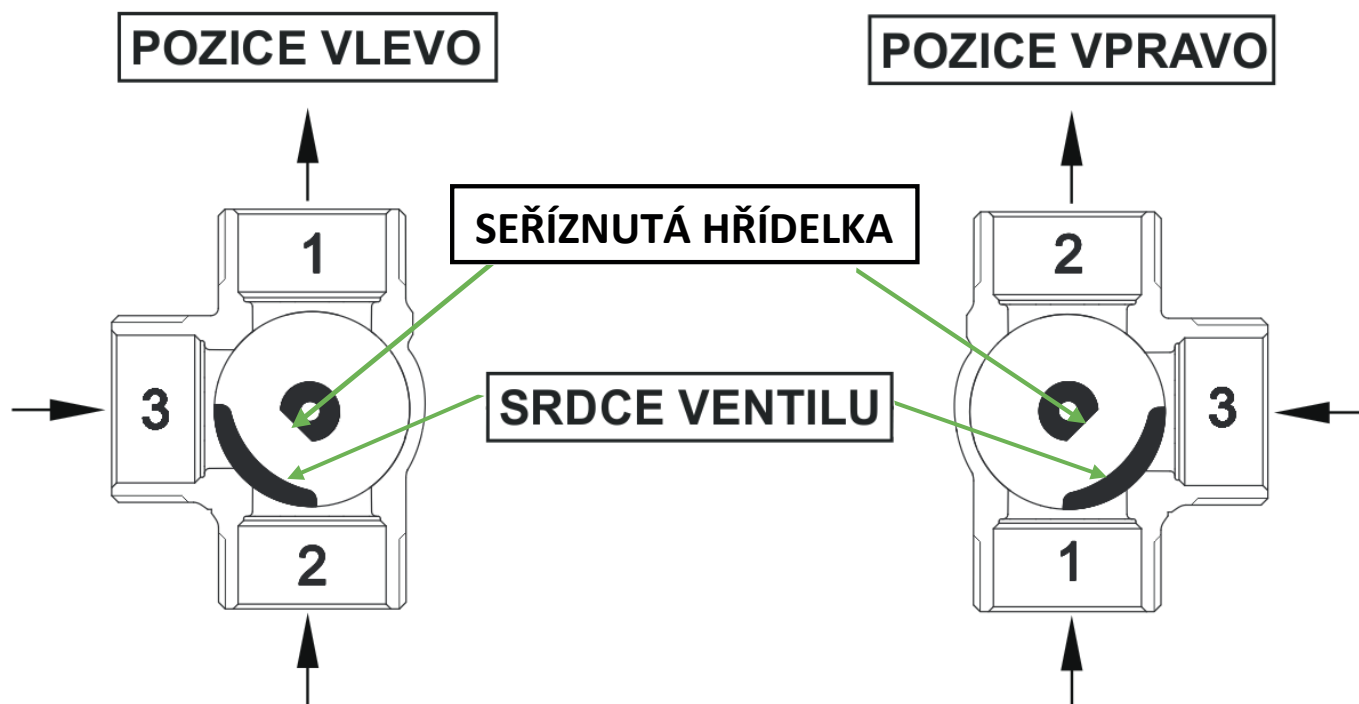 POZICE VLEVO
POZICE VPRAVO
SEŘÍZNUTÁ HŘÍDELKA
1
2
3
SRDCE VENTILU
3
2
1